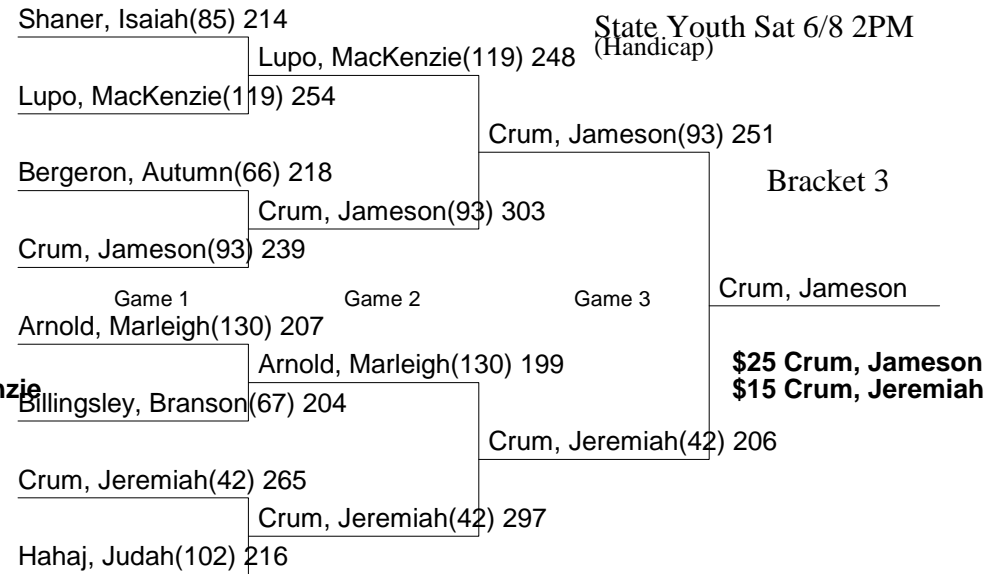 Shaner, Isaiah(85) 214
State Youth Sat 6/8 2PM
(Handicap)
Lupo, MacKenzie(119) 248
Lupo, MacKenzie(119) 254
Crum, Jameson(93) 251
Bergeron, Autumn(66) 218
Bracket 3
Crum, Jameson(93) 303
Crum, Jameson(93) 239
Crum, Jameson
Game 1
Game 2
Game 3
Arnold, Marleigh(130) 207
Arnold, Marleigh(130) 199
$25 Crum, Jameson
$15 Crum, Jeremiah
nzie
Billingsley, Branson(67) 204
Crum, Jeremiah(42) 206
Crum, Jeremiah(42) 265
Crum, Jeremiah(42) 297
Hahaj, Judah(102) 216